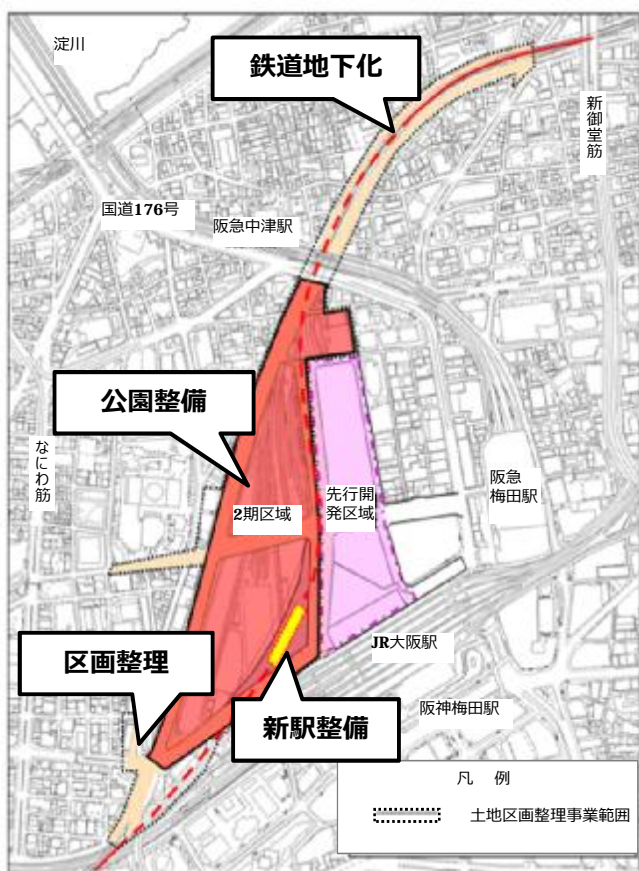 淀川
鉄道地下化
新御堂筋
国道176号
阪急中津駅
公園整備
なにわ筋
2期区域
先行開
発区域
阪急
梅田駅
区画整理
JR大阪駅
新駅整備
阪神梅田駅
凡 例
土地区画整理事業範囲